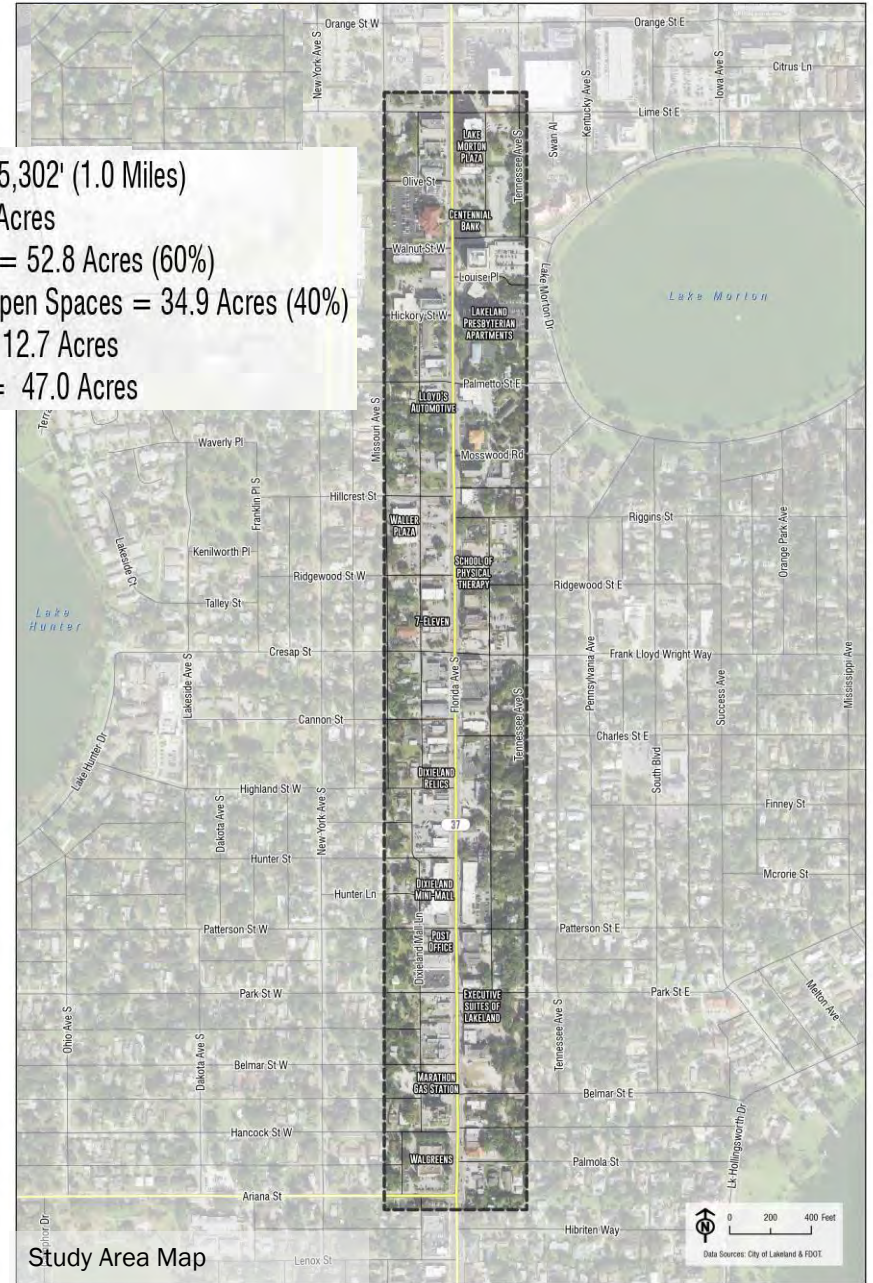 Orange St W
Orange St E
New York Ave S
Kentucky Ave S
Iowa Ave S
Citrus Ln
Lime St E
LAKE
MORTON
PLAZA
Tennessee Ave S
Swan Al
5,302' (1.0 Miles)
Acres
= 52.8 Acres (60%)
pen Spaces = 34.9 Acres (40%)
12.7 Acres
= 47.0 Acres
Olive St
CENTENNIAL
BANK
Walnut St W
Louise Pl
Lake Morton Dr
Lake Morton
Hickory St W
LAKELAND
PRESBYTERIAN
APARTMENTS
Palmetto St E
LLOYD'S
AUTOMOTIVE
Missouri Ave S
Mosswood Rd
Waverly Pl
Franklin Pl S
Hillcrest St
WALLER
PLAZA
Riggins St
Orange Park Ave
Lakeside Ct
Kenilworth Pl
SCHOOL OF
PHYSICAL
THERAPY
Ridgewood St W
Ridgewood St E
Talley St
Lake
Hunter
7-ELEVEN
Cresap St
Frank Lloyd Wright Way
Pennsylvania Ave
Success Ave
Mississippi Ave
Lakeside Ave S
Florida Ave S
Tennessee Ave S
Cannon St
Charles St E
South Blvd
Lake Hunter Dr
DIXIELAND
RELICS
Highland St W
Finney St
Dakota Ave S
New York Ave S
37
Hunter St
Mcrorie St
Hunter Ln
DIXIELAND
MINI-MALL
Dixieland Mall Ln
Patterson St W
POST
OFFICE
Patterson St E
Park St W
EXECUTIVE
SUITES OF
LAKELAND
Park St E
Melton Ave
Ohio Ave S
Dakota Ave S
Tennessee Ave S
Belmar St W
MARATHON
GAS STATION
Belmar St E
Hancock St W
WALGREENS
Palmola St
Lk Hollingsworth Dr
Ariana St
Hibriten Way
Lenox St
Study Area Map
N
0 200 400 Feet
Data Sources: City of Lakeland & FDOT.